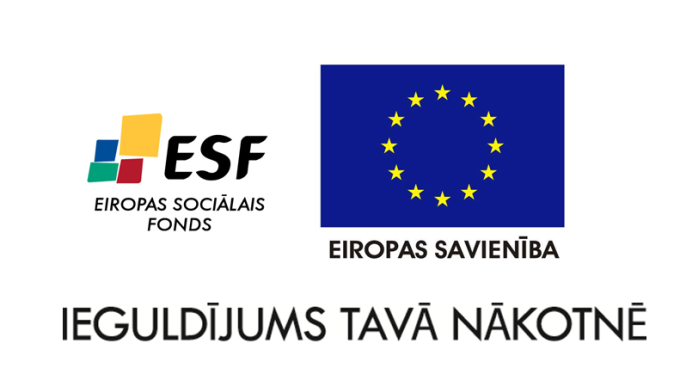 ESF
EIROPAS SOCIĀLAIS
FONDS
EIROPAS SAVIENĪBA
IEGULDĪJUMS TAVĀ NĀKOTNĒ